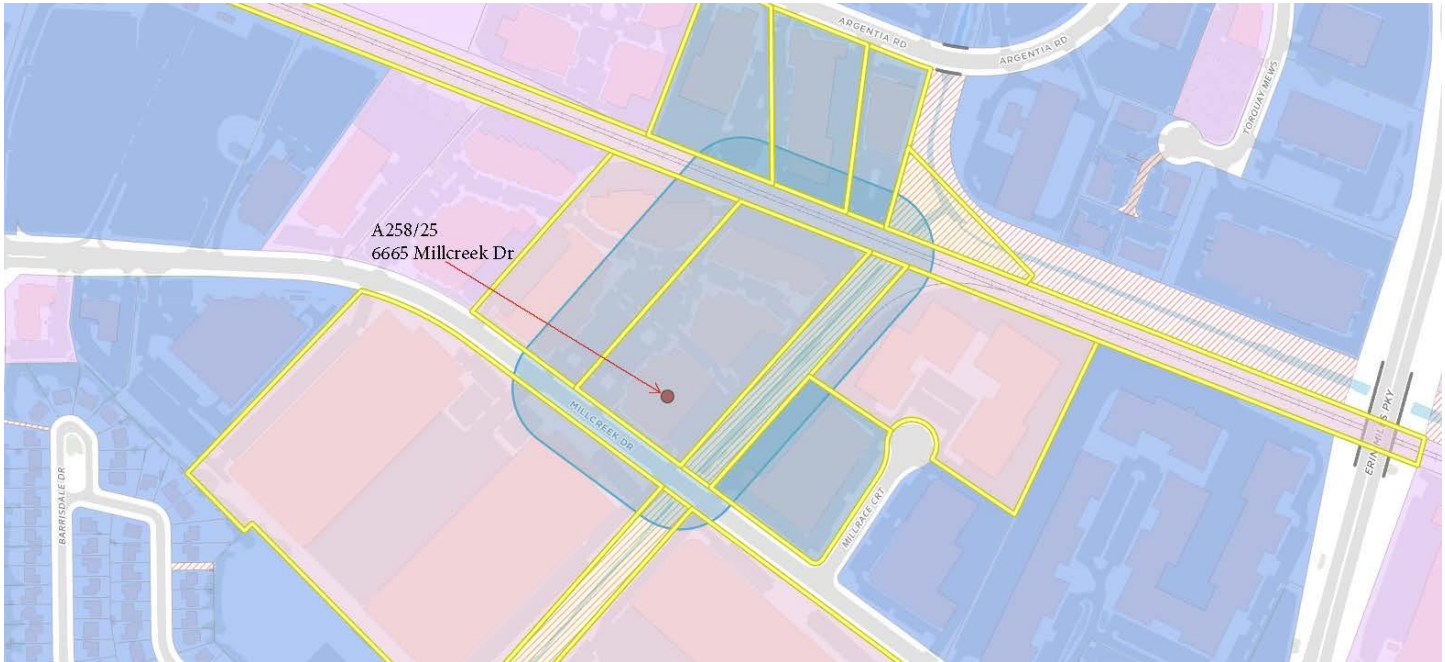 ARGENTIA RD
ARGENTIA RD
TORQUAY MEWS
A258/25
6665 Millcreek Dr
MILLCREEK DR
ERIN MILLS PKY
BARRISDALE DR
MILLRACE CRT